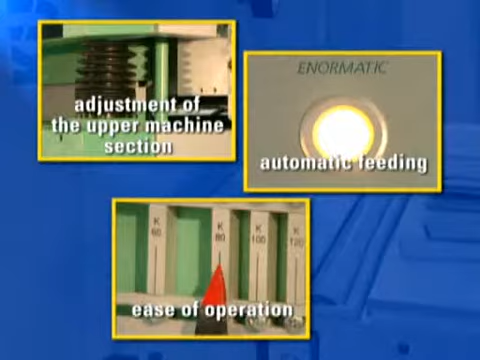 adjustment of
the upper machine
section
ENORMATIC
automatic feeding
K
60
K
80
K
100
K
120
ease of operation